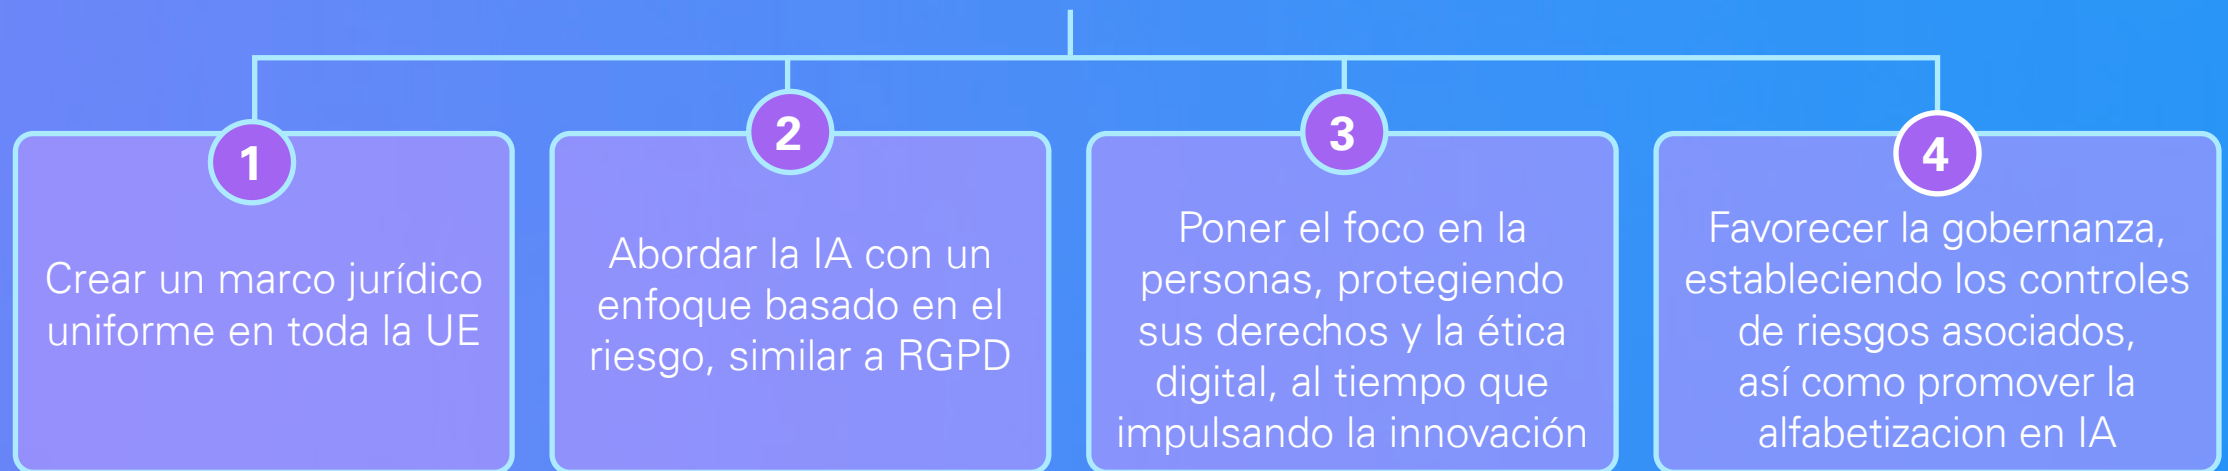 1
Crear un marco jurídico
uniforme en toda la UE
2
Abordar la IA con un
enfoque basado en el
riesgo, similar a RGPD
3
Poner el foco en la
personas, protegiendo
sus derechos y la ética
digital, al tiempo que
impulsando la innovación
4
Favorecer la gobernanza,
estableciendo los controles
de riesgos asociados,
así como promover la
alfabetizacion en IA